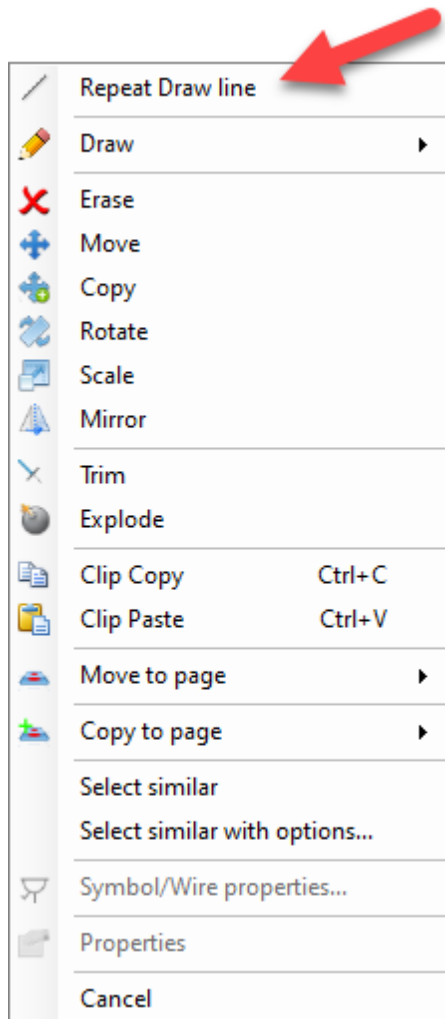 Repeat Draw line
Draw
Erase
Move
Copy
Rotate
Scale
Mirror
Trim
Explode
Clip Copy Ctrl+C
Clip Paste Ctrl+V
Move to page
Copy to page
Select similar
Select similar with options...
Symbol/Wire properties...
Properties
Cancel